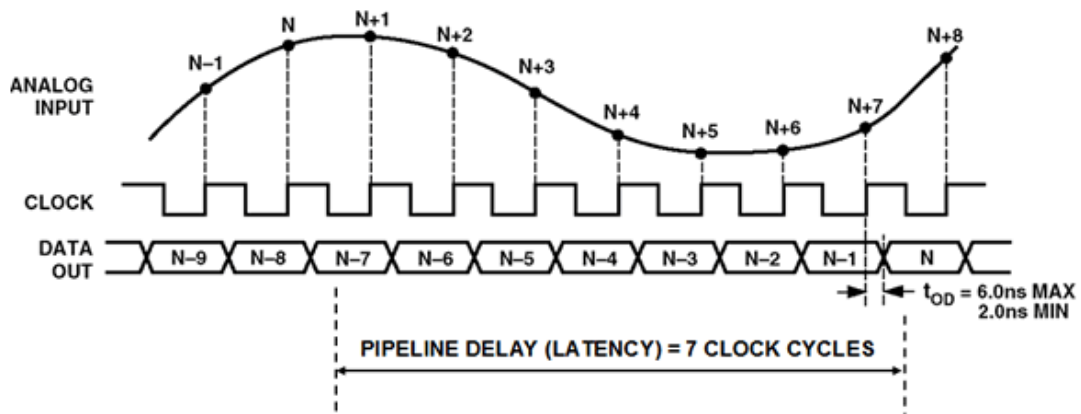 N–1 N N+1 N+2 N+3 N+4 N+5 N+6 N+7 N+8
ANALOG
INPUT
CLOCK
DATA
OUT
N–9 N–8 N–7 N–6 N–5 N–4 N–3 N–2 N–1 N
tOD = 6.0ns MAX
2.0ns MIN
PIPELINE DELAY (LATENCY) = 7 CLOCK CYCLES